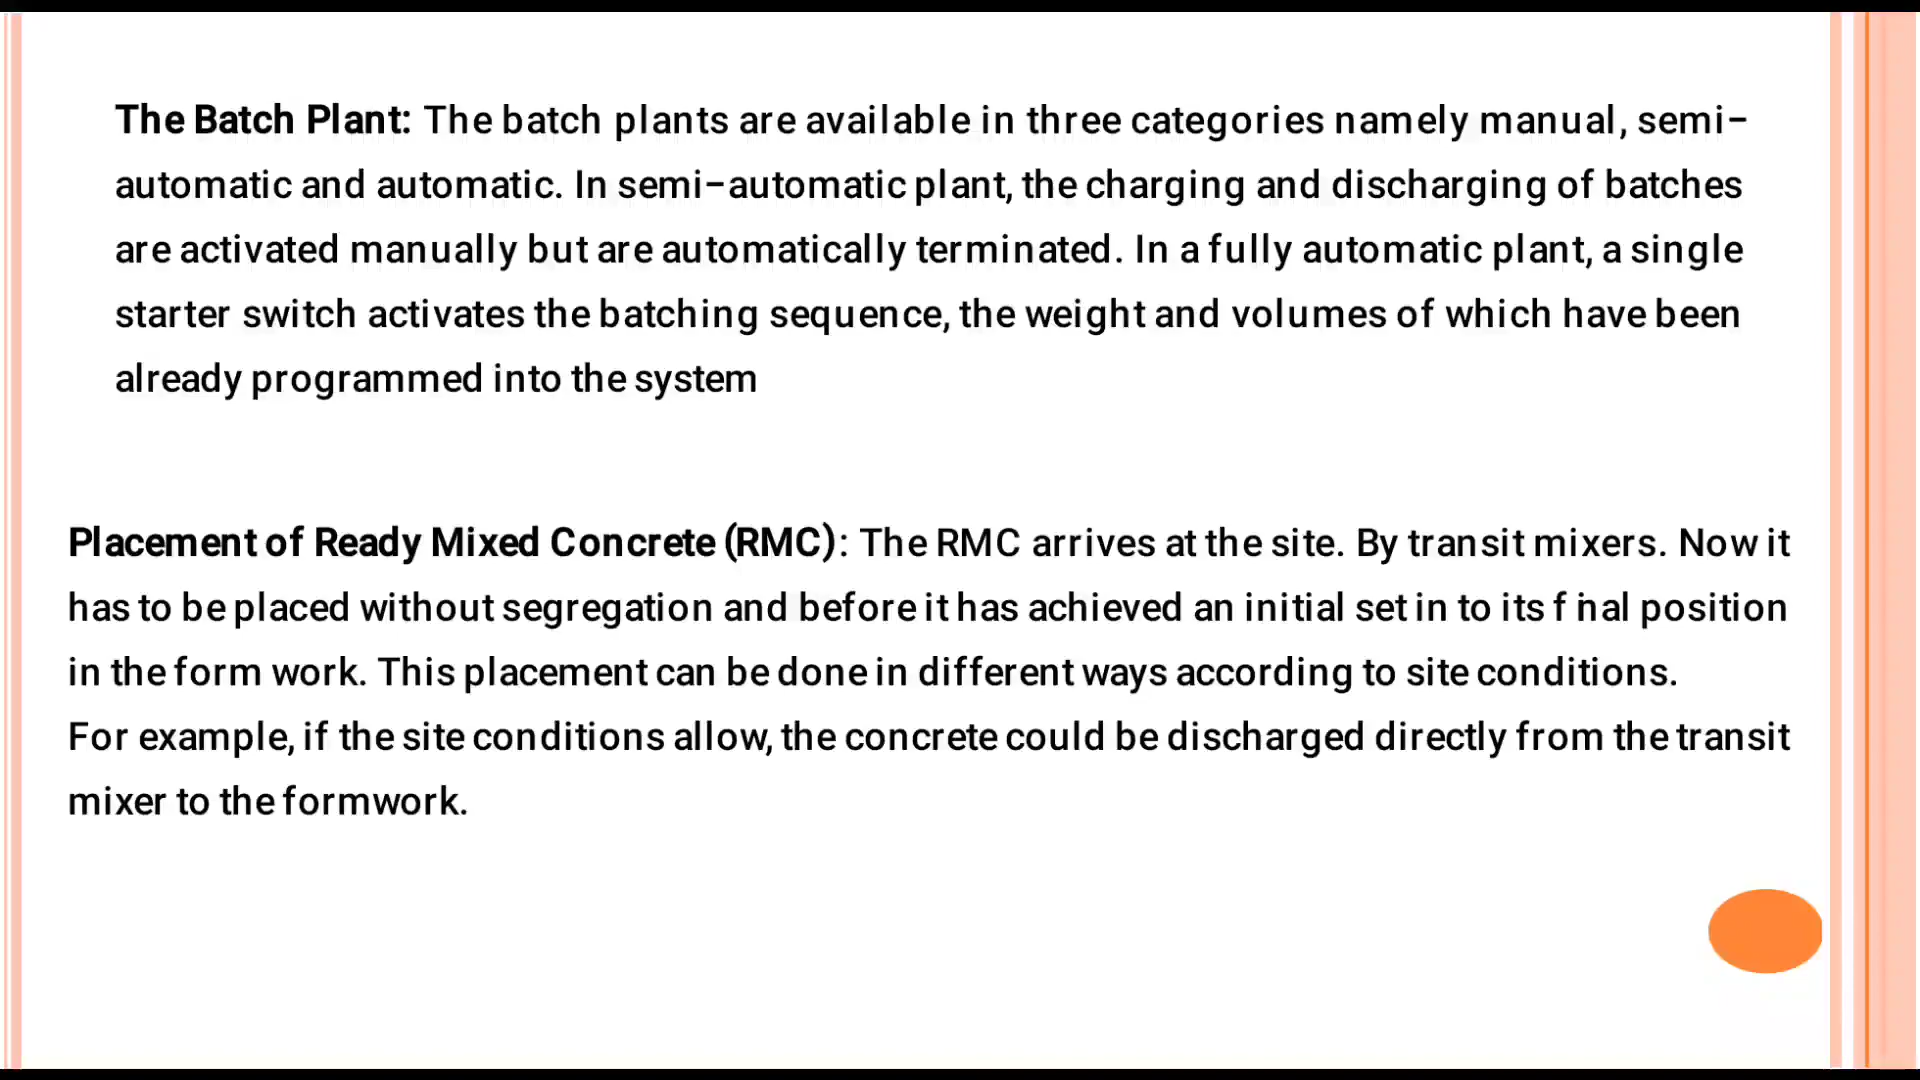 The Batch Plant: The batch plants are available in three categories namely manual, semi-
automatic and automatic. In semi-automatic plant, the charging and discharging of batches
are activated manually but are automatically terminated. In a fully automatic plant, a single
starter switch activates the batching sequence, the weight and volumes of which have been
already programmed into the system
Placement of Ready Mixed Concrete (RMC): The RMC arrives at the site. By transit mixers. Now it
has to be placed without segregation and before it has achieved an initial set in to its final position
in the form work. This placement can be done in different ways according to site conditions.
For example, if the site conditions allow, the concrete could be discharged directly from the transit
mixer to the formwork.